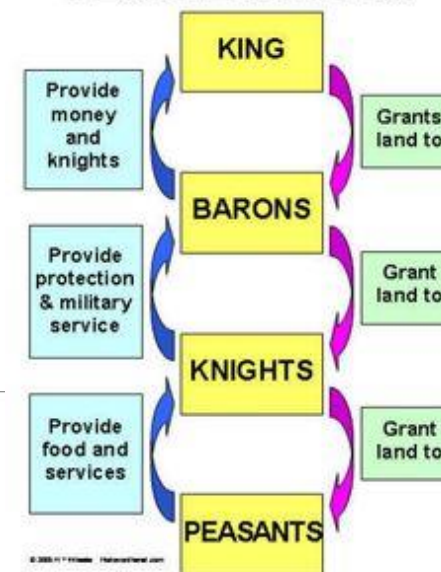 KING
Provide
money
and
knights
Grants
land to
BARONS
Provide
protection
& military
service
Grant
land to
KNIGHTS
Provide
food and
services
Grant
land to
PEASANTS